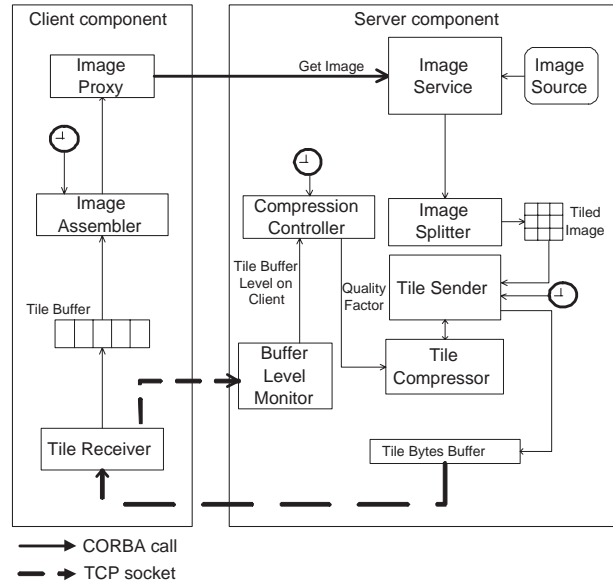 Client component
Server component
Image
Proxy
Get Image
Image
Service
Image
Source
Image
Assembler
Compression
Controller
Image
Splitter
Tiled
Image
Tile Buffer
Level on
Client
Quality
Factor
Tile Sender
Tile Buffer
Buffer
Level
Monitor
Tile
Compressor
Tile Receiver
Tile Bytes Buffer
CORBA call
TCP socket